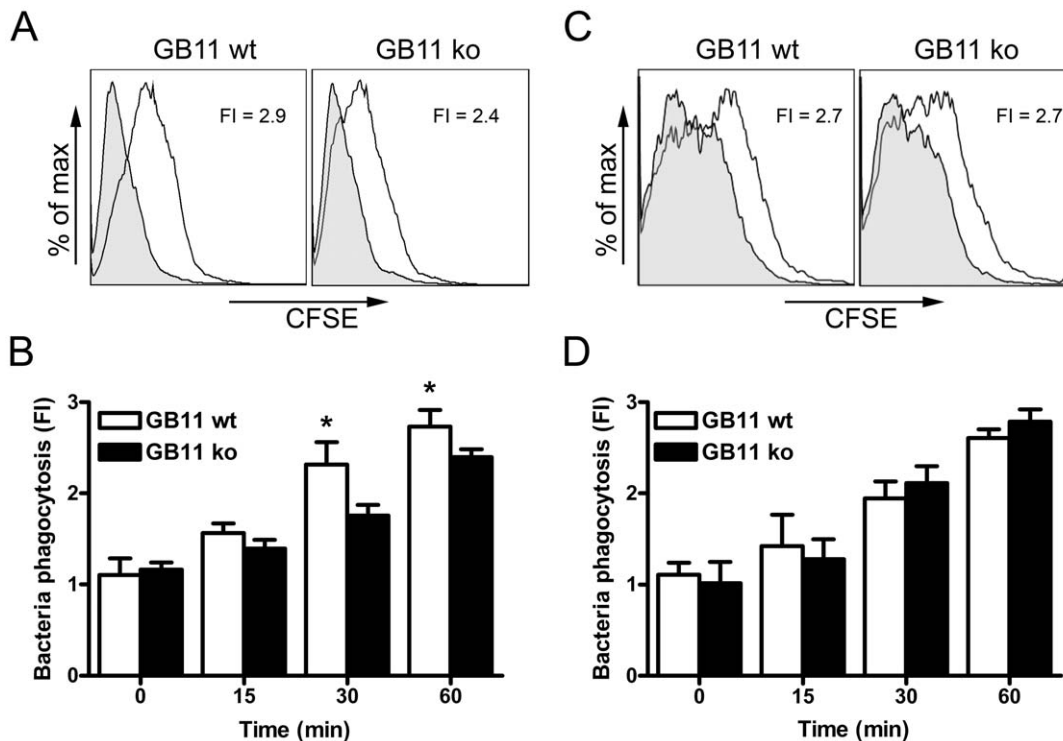 A
GB11 wt
GB11 ko
FI = 2.9
FI = 2.4
% of max
CFSE
C
GB11 wt
GB11 ko
FI = 2.7
FI = 2.7
% of max
CFSE
B
Bacteria phagocytosis (FI)
3
2
1
0
GB11 wt
GB11 ko
*
*
0 15 30 60
Time (min)
D
Bacteria phagocytosis (FI)
3
2
1
0
GB11 wt
GB11 ko
0 15 30 60
Time (min)